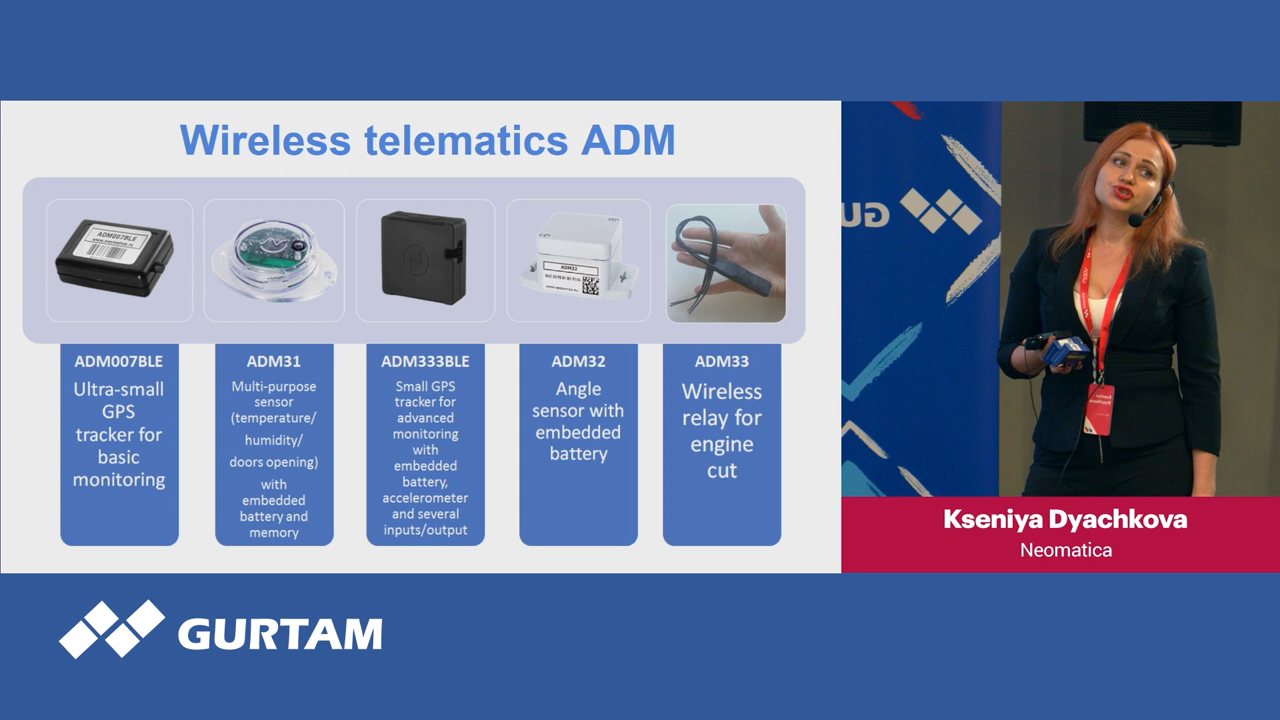 Wireless telematics ADM
ADM007BLE
ADM32
ADM007BLE
Ultra-small
GPS
tracker for
basic
monitoring
ADM31
Multi-purpose
sensor
(temperature/
humidity/
doors opening)
with
embedded
battery and
memory
ADM333BLE
Small GPS
tracker for
advanced
monitoring
with
embedded
battery,
accelerometer
and several
inputs/output
ADM32
Angle
sensor with
embedded
battery
ADM33
Wireless
relay for
engine
cut
Kseniya Dyachkova
Neomatica
GURTAM